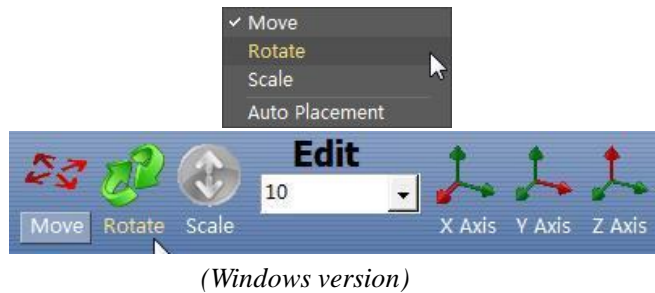 Move
Rotate
Scale
Auto Placement
Edit
10
Move Rotate Scale X Axis Y Axis Z Axis
(Windows version)